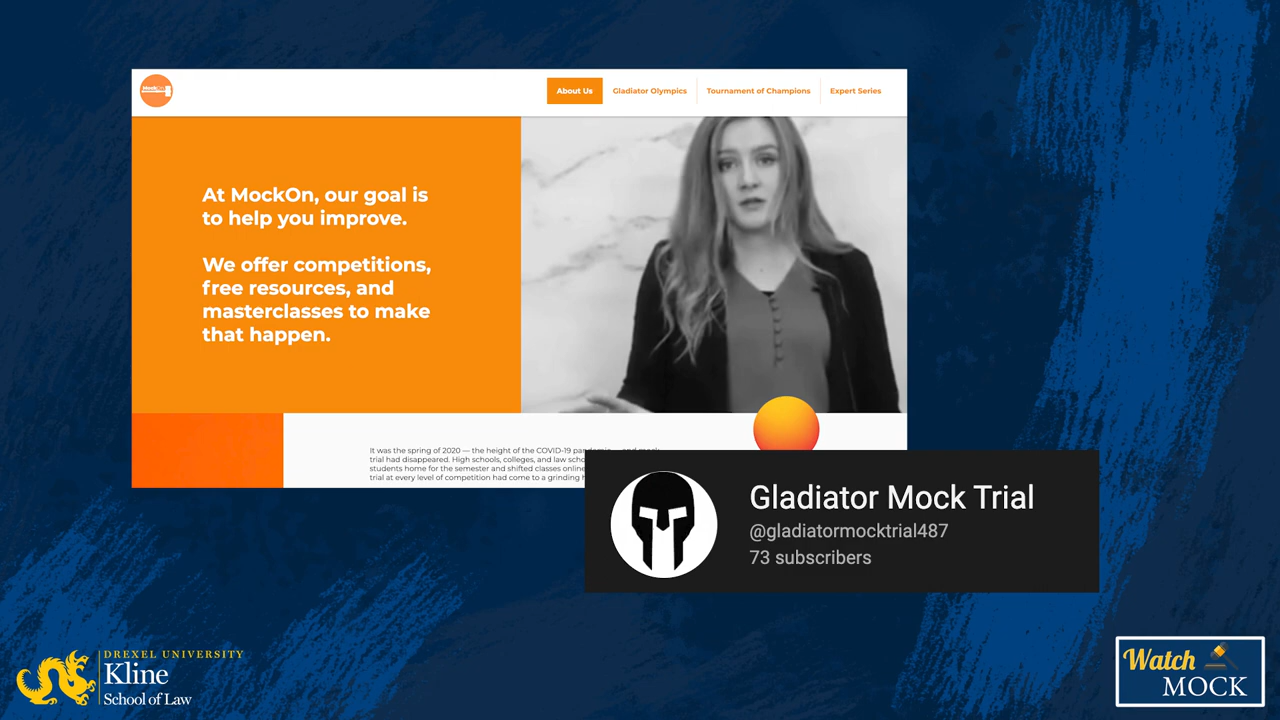 MockOn
About Us
Gladiator Olympics
Tournament of Champions
Expert Series
At MockOn, our goal is
to help you improve.
We offer competitions,
free resources, and
masterclasses to make
that happen.
It was the spring of 2020 — the height of the COVID-19
trial had disappeared. High schools, colleges, and law
students home for the semester and shifted classes online
trial at every level of competition had come to a grinding
Gladiator Mock Trial
@gladiatormocktrial487
73 subscribers
DREXEL UNIVERSITY
Kline
School of Law
Watch
MOCK